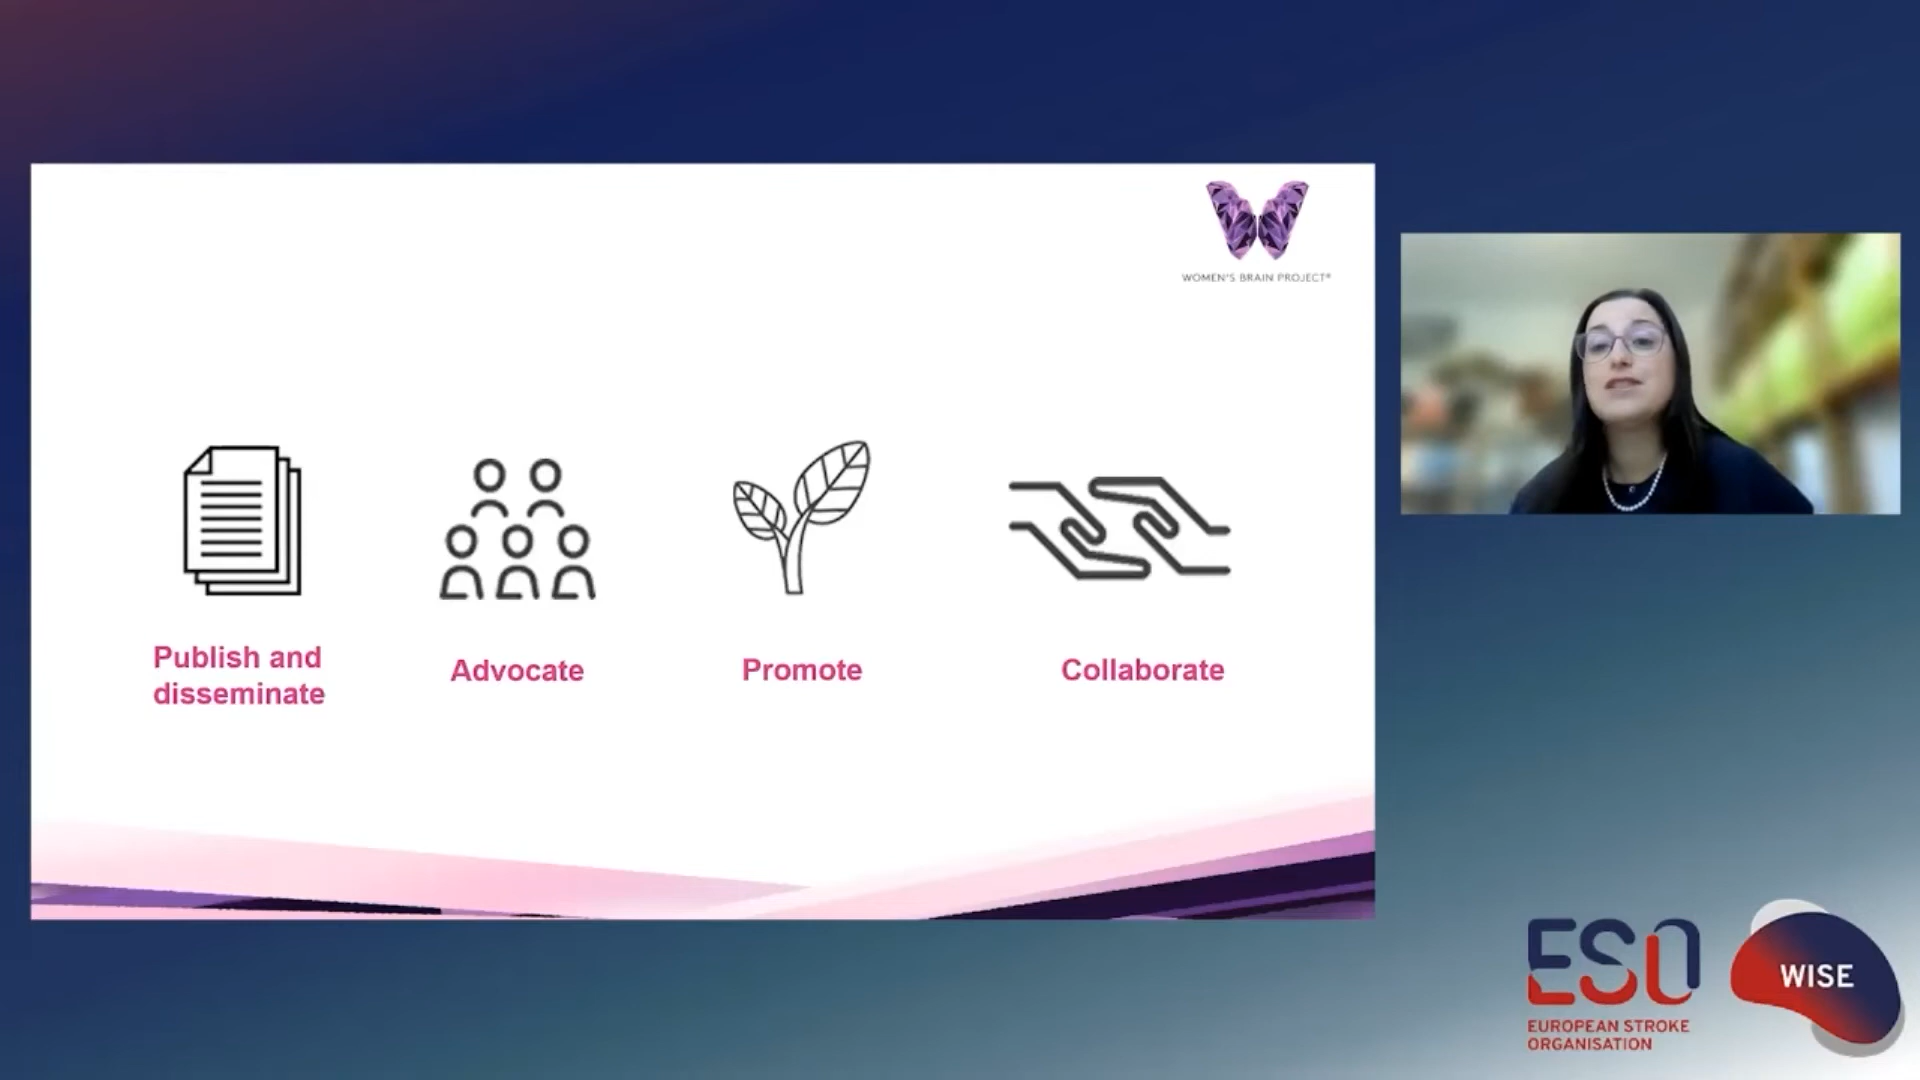 WOMEN'S BRAIN PROJECT®
Publish and
disseminate
Advocate
Promote
Collaborate
ESO
EUROPEAN STROKE
ORGANISATION
WISE